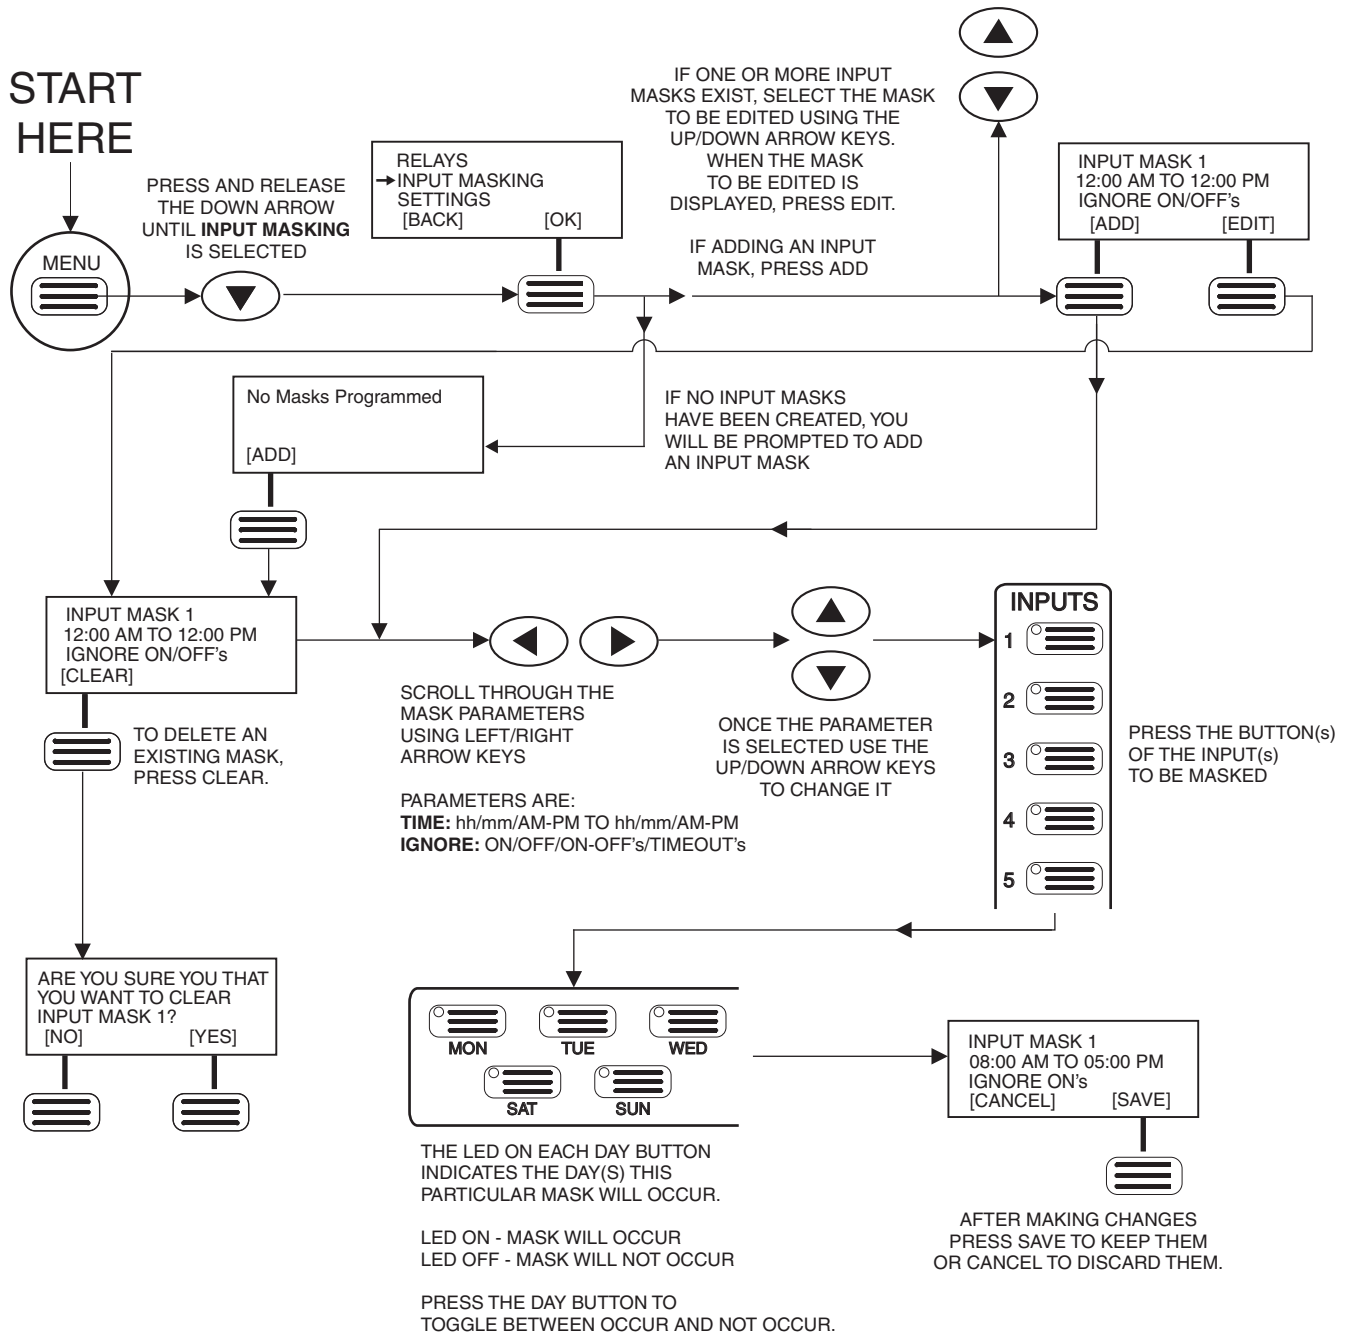 START
HERE
MENU
PRESS AND RELEASE
THE DOWN ARROW
UNTIL INPUT MASKING
IS SELECTED
RELAYS
INPUT MASKING
SETTINGS
[BACK] [OK]
IF ONE OR MORE INPUT
MASKS EXIST, SELECT THE MASK
TO BE EDITED USING THE
UP/DOWN ARROW KEYS.
WHEN THE MASK
TO BE EDITED IS
DISPLAYED, PRESS EDIT.
IF ADDING AN INPUT
MASK, PRESS ADD
INPUT MASK 1
12:00 AM TO 12:00 PM
IGNORE ON/OFF's
[ADD] [EDIT]
No Masks Programmed
[ADD]
IF NO INPUT MASKS
HAVE BEEN CREATED, YOU
WILL BE PROMPTED TO ADD
AN INPUT MASK
INPUT MASK 1
12:00 AM TO 12:00 PM
IGNORE ON/OFF's
[CLEAR]
TO DELETE AN
EXISTING MASK,
PRESS CLEAR.
SCROLL THROUGH THE
MASK PARAMETERS
USING LEFT/RIGHT
ARROW KEYS
PARAMETERS ARE:
TIME: hh/mm/AM-PM TO hh/mm/AM-PM
IGNORE: ON/OFF/ON-OFF's/TIMEOUT's
ONCE THE PARAMETER
IS SELECTED USE THE
UP/DOWN ARROW KEYS
TO CHANGE IT
INPUTS
1
2
3
4
5
PRESS THE BUTTON(s)
OF THE INPUT(s)
TO BE MASKED
ARE YOU SURE YOU THAT
YOU WANT TO CLEAR
INPUT MASK 1?
[NO] [YES]
MON TUE WED
SAT SUN
THE LED ON EACH DAY BUTTON
INDICATES THE DAY(S) THIS
PARTICULAR MASK WILL OCCUR.
LED ON - MASK WILL OCCUR
LED OFF - MASK WILL NOT OCCUR
PRESS THE DAY BUTTON TO
TOGGLE BETWEEN OCCUR AND NOT OCCUR.
INPUT MASK 1
08:00 AM TO 05:00 PM
IGNORE ON's
[CANCEL] [SAVE]
AFTER MAKING CHANGES
PRESS SAVE TO KEEP THEM
OR CANCEL TO DISCARD THEM.